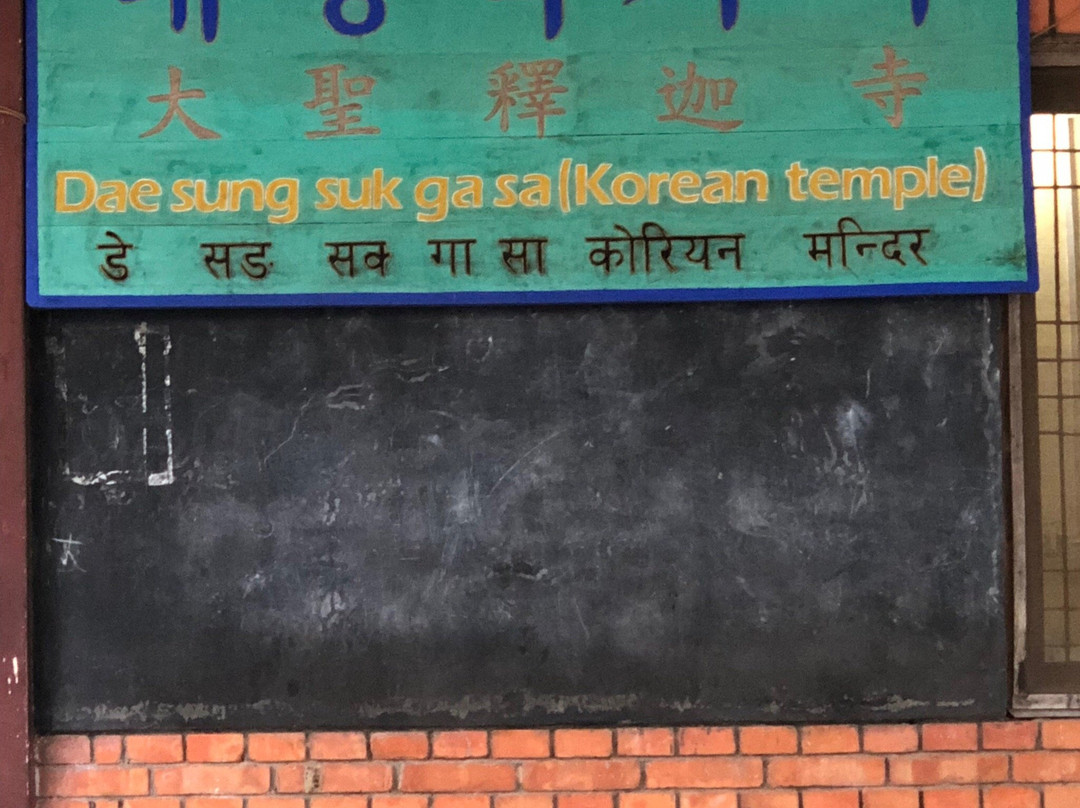 大 聖 釋 迦 寺
Dae sung suk ga sa (Korean temple)
डे सङ सक गा सा कोरियन मन्दिर